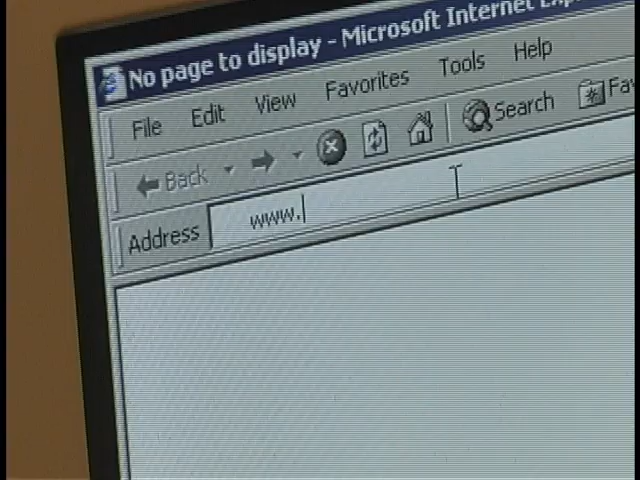 No page to display - Microsoft Internet
File Edit View Favorites Tools Help
Back Search
Address www.